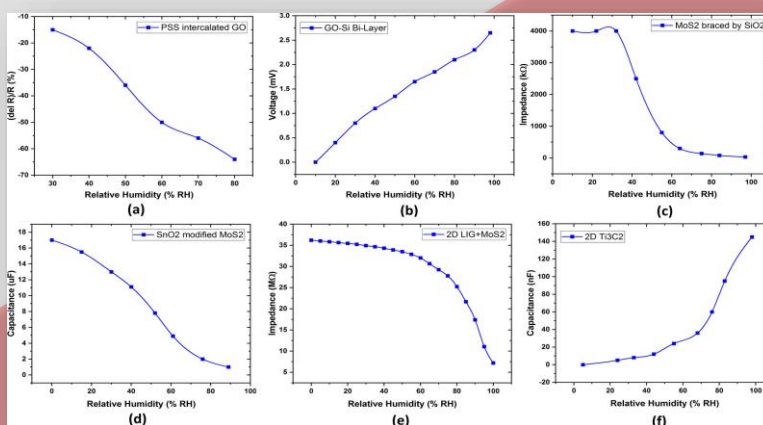 (del R)/R (%)
-10
-20
-30
-40
-50
-60
-70
PSS intercalated GO
30 40 50 60 70 80
Relative Humidity (% RH)
(a)
Voltage (mV)
3.0
2.5
2.0
1.5
1.0
0.5
0.0
GO-Si Bi-Layer
0 20 40 60 80 100
Relative Humidity (% RH)
(b)
Impedance (kΩ)
4000
3000
2000
1000
0
MoS2 braced by SiO2
0 20 40 60 80 100
Relative Humidity (% RH)
(c)
Capacitance (uF)
18
16
14
12
10
8
6
4
2
0
SnO2 modified MoS2
0 20 40 60 80 100
Relative Humidity (% RH)
(d)
Impedance (MΩ)
40
35
30
25
20
15
10
5
0
2D LIG+MoS2
0 20 40 60 80 100
Relative Humidity (% RH)
(e)
Capacitance (nF)
160
140
120
100
80
60
40
20
0
-20
2D Ti3C2
0 20 40 60 80 100
Relative Humidity (% RH)
(f)